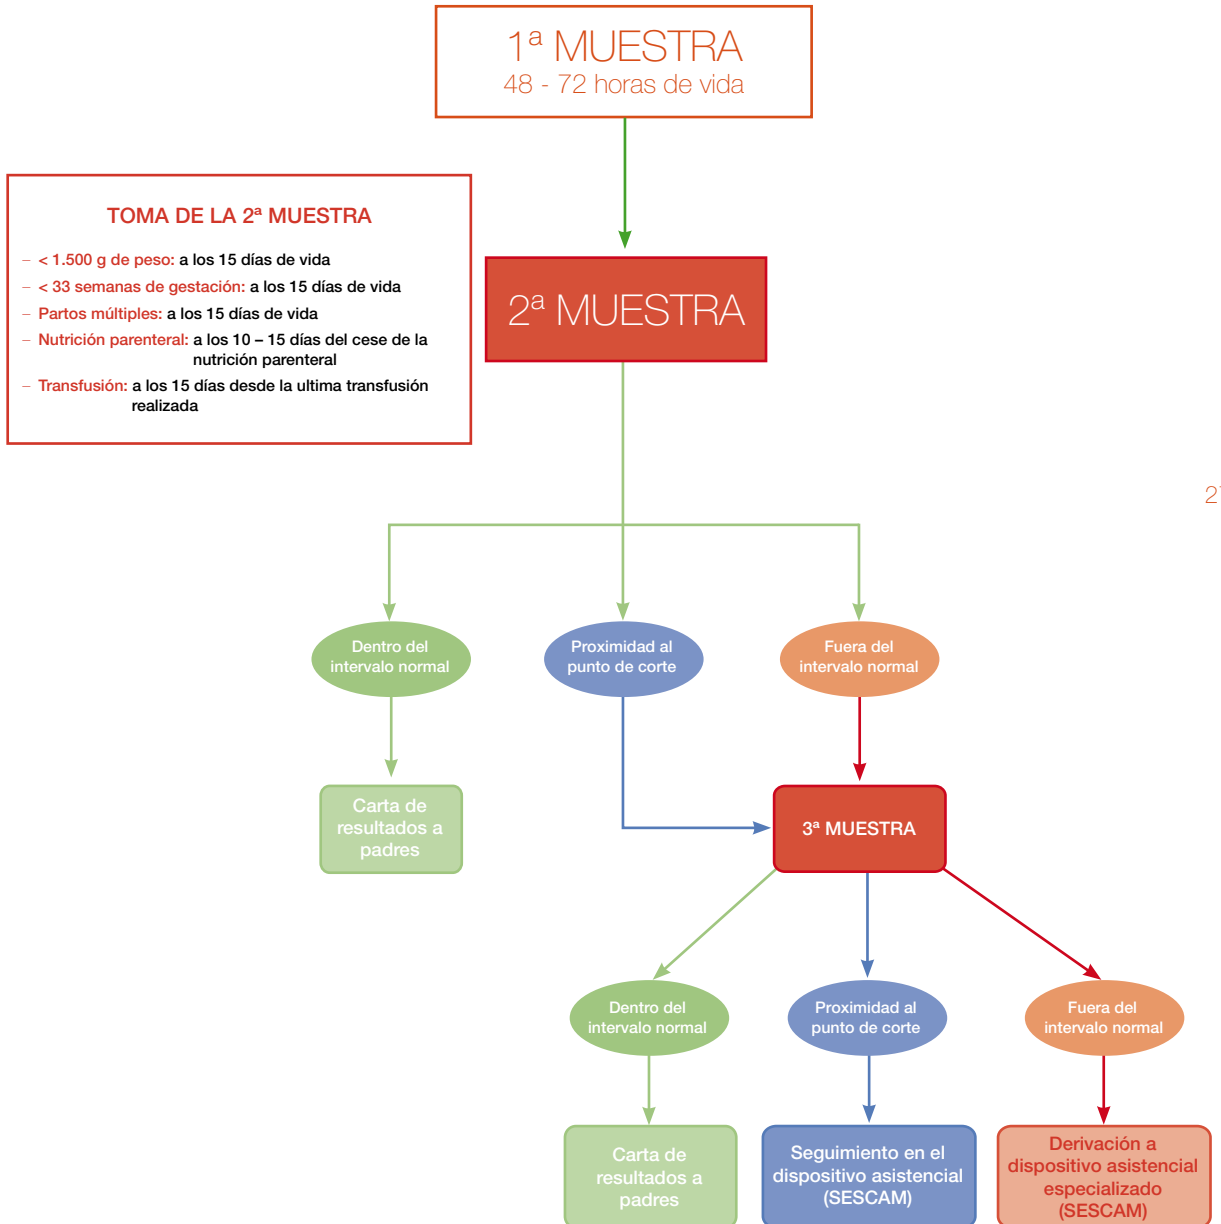 1ª MUESTRA
48 - 72 horas de vida
TOMA DE LA 2ª MUESTRA
– < 1.500 g de peso: a los 15 días de vida
– < 33 semanas de gestación: a los 15 días de vida
– Partos múltiples: a los 15 días de vida
– Nutrición parenteral: a los 10 – 15 días del cese de la
nutrición parenteral
– Transfusión: a los 15 días desde la ultima transfusión
realizada
2ª MUESTRA
Dentro del
intervalo normal
Proximidad al
punto de corte
Fuera del
intervalo normal
Carta de
resultados a
padres
3ª MUESTRA
Dentro del
intervalo normal
Proximidad al
punto de corte
Fuera del
intervalo normal
Carta de
resultados a
padres
Seguimiento en el
dispositivo asistencial
(SESCAM)
Derivación a
dispositivo asistencial
especializado
(SESCAM)